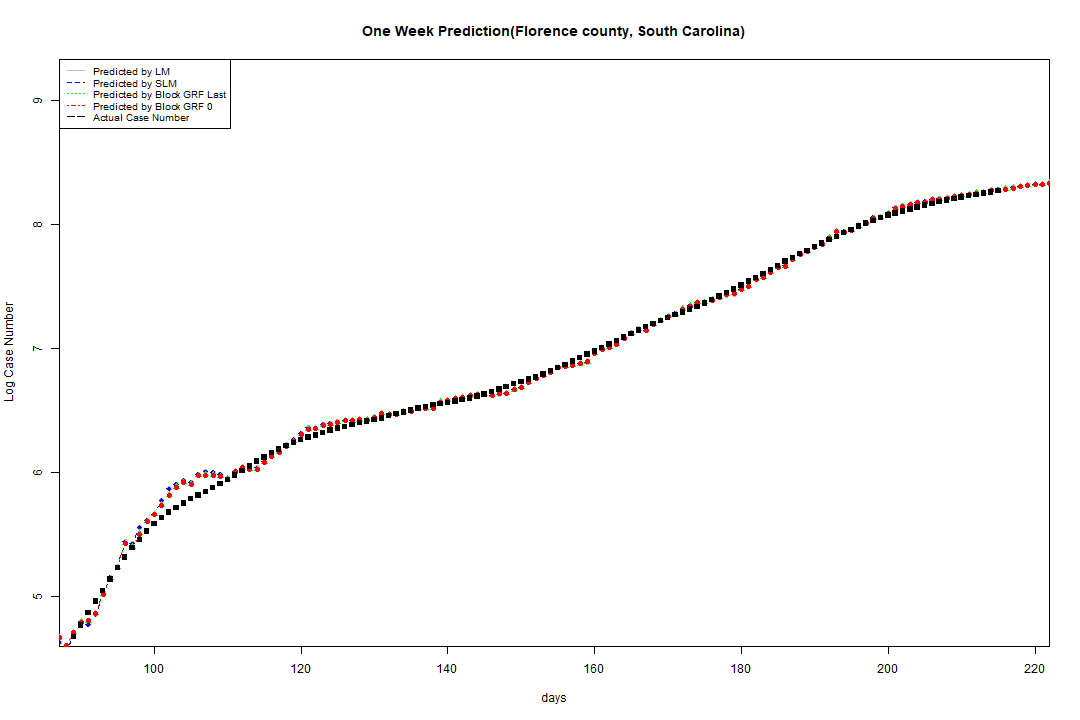 One Week Prediction(Florence county, South Carolina)
Predicted by LM
Predicted by SLM
Predicted by Block GRF Last
Predicted by Block GRF 0
Actual Case Number
9
8
7
6
5
Log Case Number
100 120 140 160 180 200 220
days